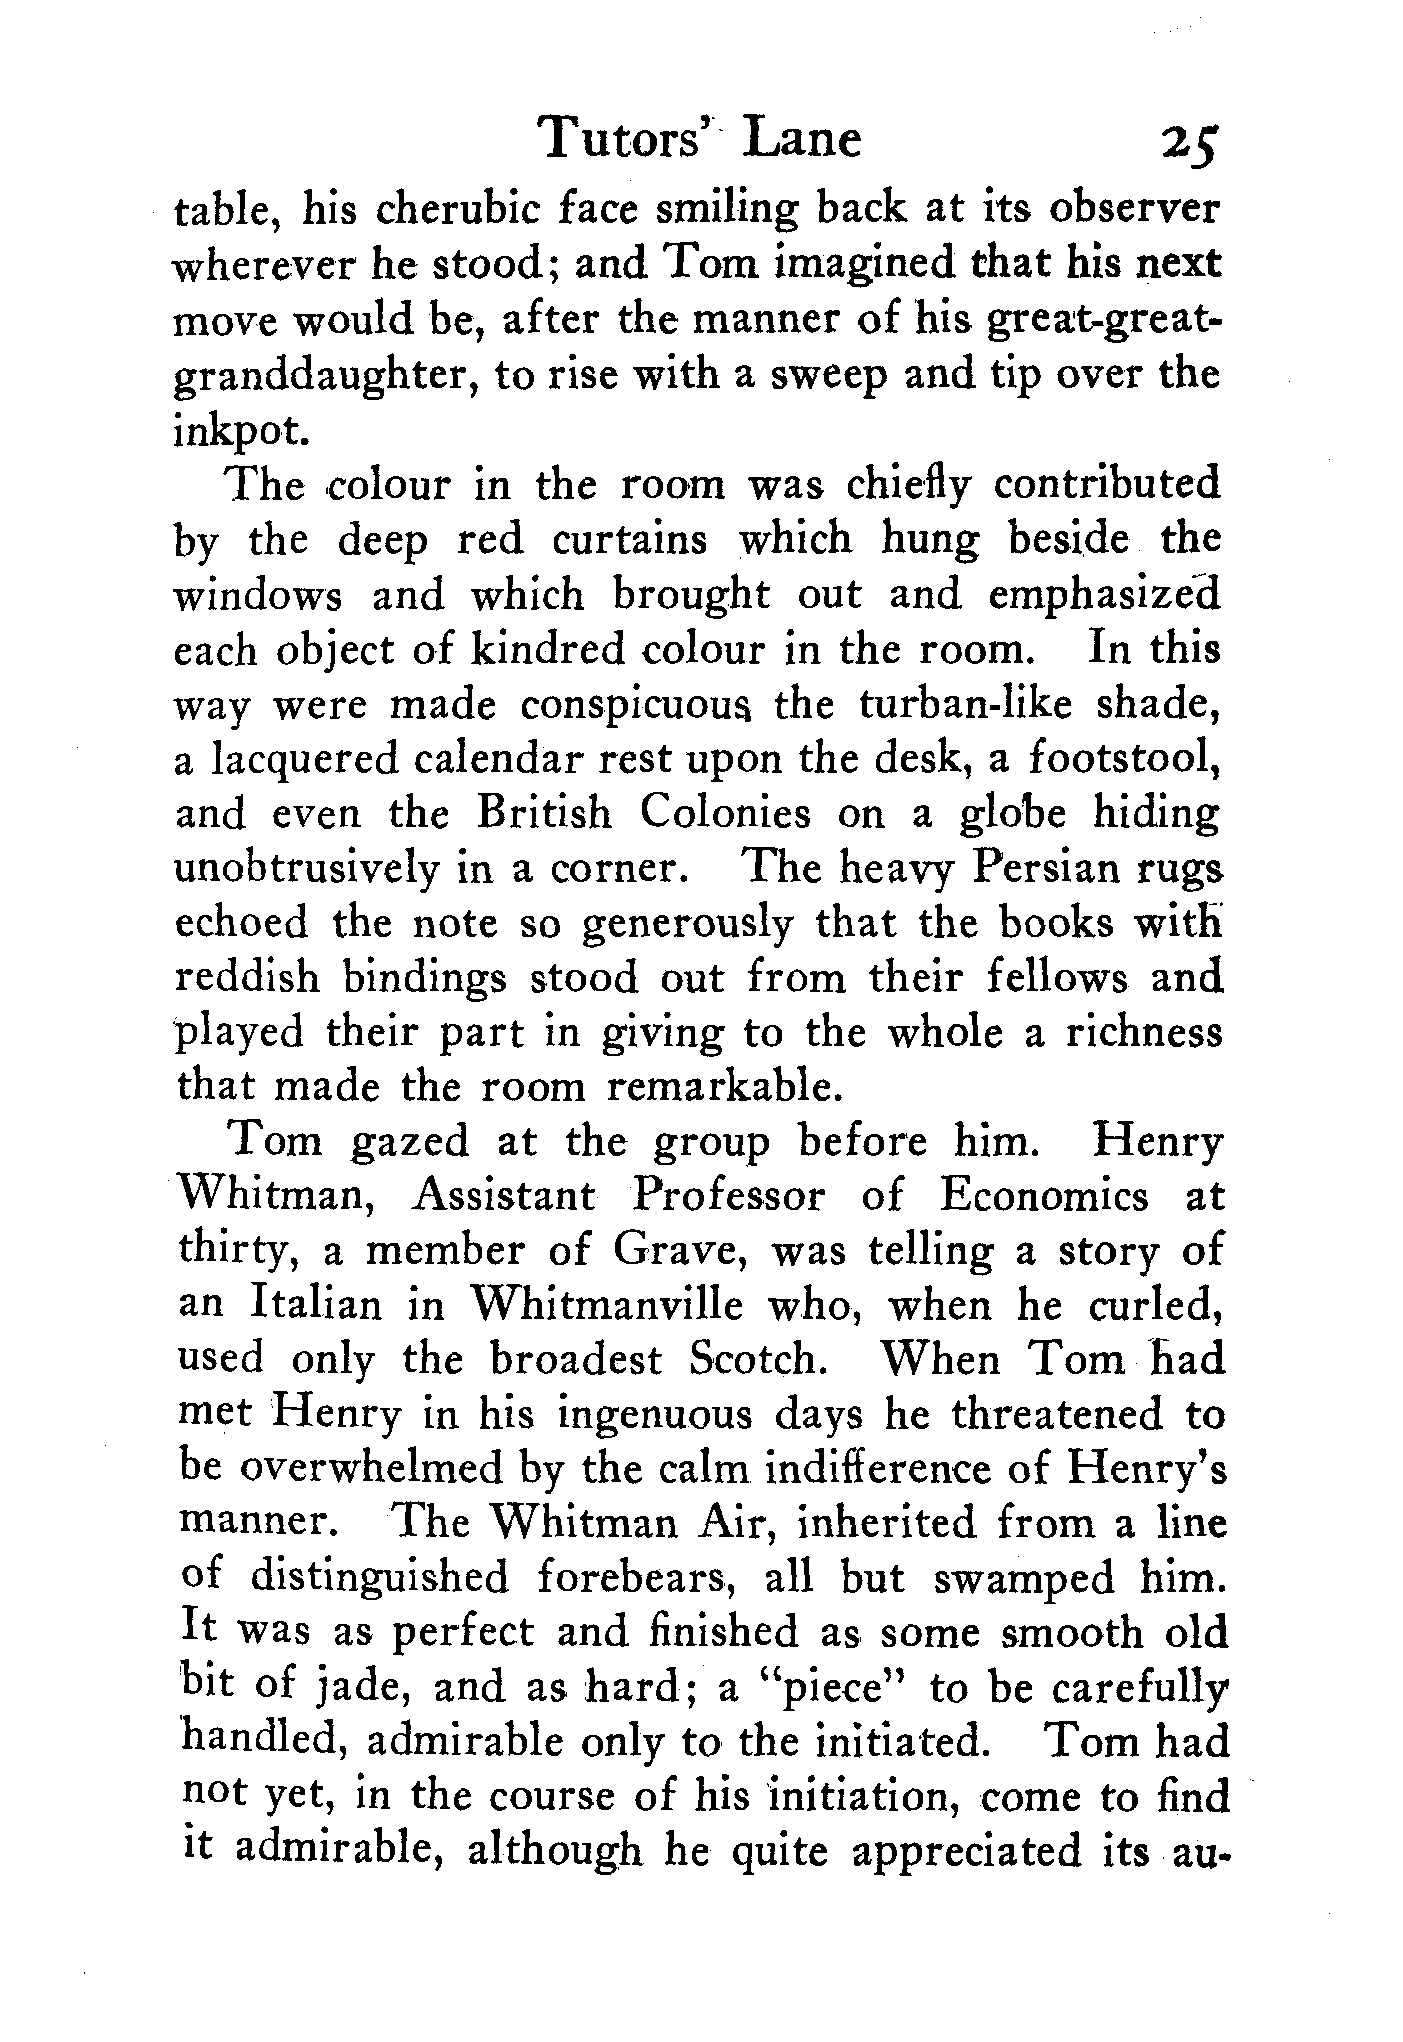 Tutors' Lane 25
table, his cherubic face smiling back at its observer
wherever he stood; and Tom imagined that his next
move would be, after the manner of his great-great-
granddaughter, to rise with a sweep and tip over the
inkpot.
The colour in the room was chiefly contributed
by the deep red curtains which hung beside the
windows and which brought out and emphasized
each object of kindred colour in the room. In this
way were made conspicuous the turban-like shade,
a lacquered calendar rest upon the desk, a footstool,
and even the British Colonies on a globe hiding
unobtrusively in a corner. The heavy Persian rugs
echoed the note so generously that the books with
reddish bindings stood out from their fellows and
played their part in giving to the whole a richness
that made the room remarkable.
Tom gazed at the group before him. Henry
Whitman, Assistant Professor of Economics at
thirty, a member of Grave, was telling a story of
an Italian in Whitmanville who, when he curled,
used only the broadest Scotch. When Tom had
met Henry in his ingenuous days he threatened to
be overwhelmed by the calm indifference of Henry's
manner. The Whitman Air, inherited from a line
of distinguished forebears, all but swamped him.
It was as perfect and finished as some smooth old
bit of jade, and as hard; a "piece" to be carefully
handled, admirable only to the initiated. Tom had
not yet, in the course of his initiation, come to find
it admirable, although he quite appreciated its au-